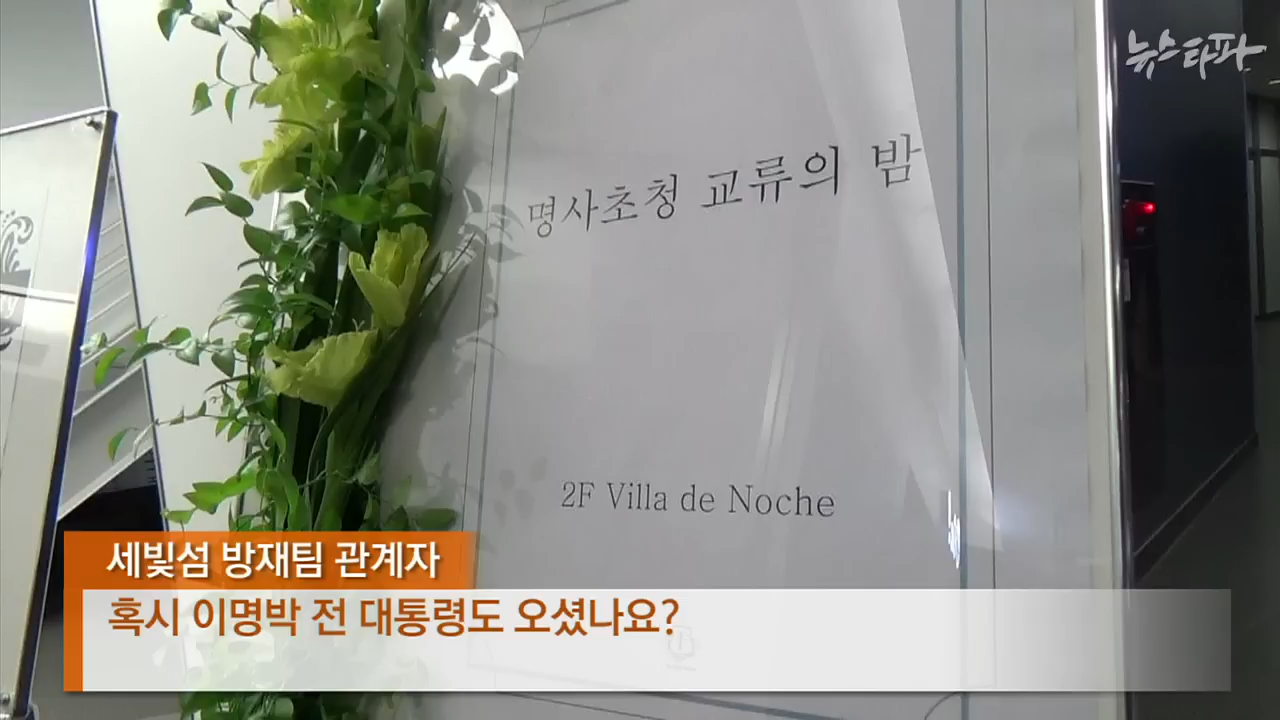 뉴스타파
명사초청 교류의 밤
2F Villa de Noche
세빛섬 방재팀 관계자
혹시 이명박 전 대통령도 오셨나요?